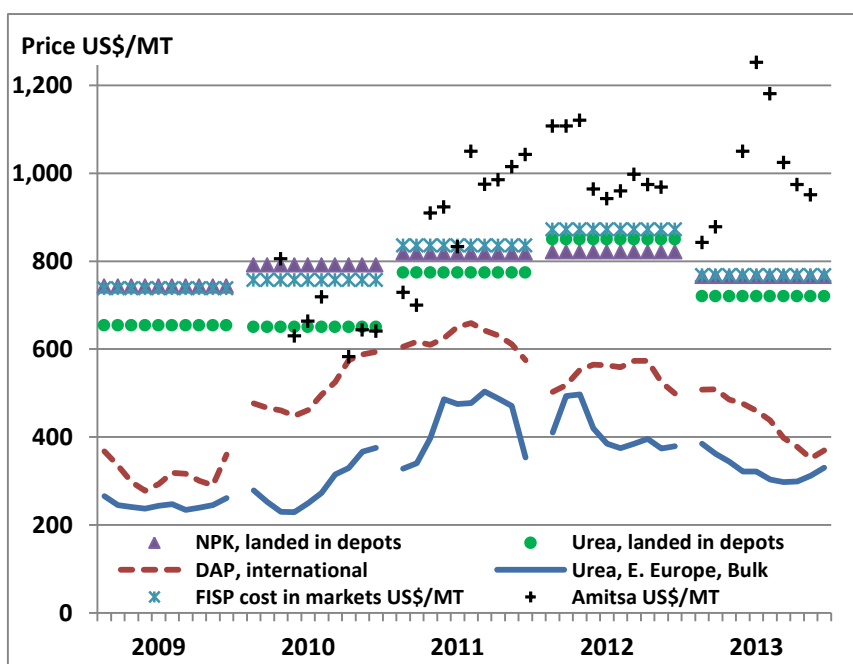 Price US$/MT
1,200
1,000
800
600
400
200
0
NPK, landed in depots
Urea, landed in depots
DAP, international
Urea, E. Europe, Bulk
FISP cost in markets US$/MT
Amitsa US$/MT
2009 2010 2011 2012 2013